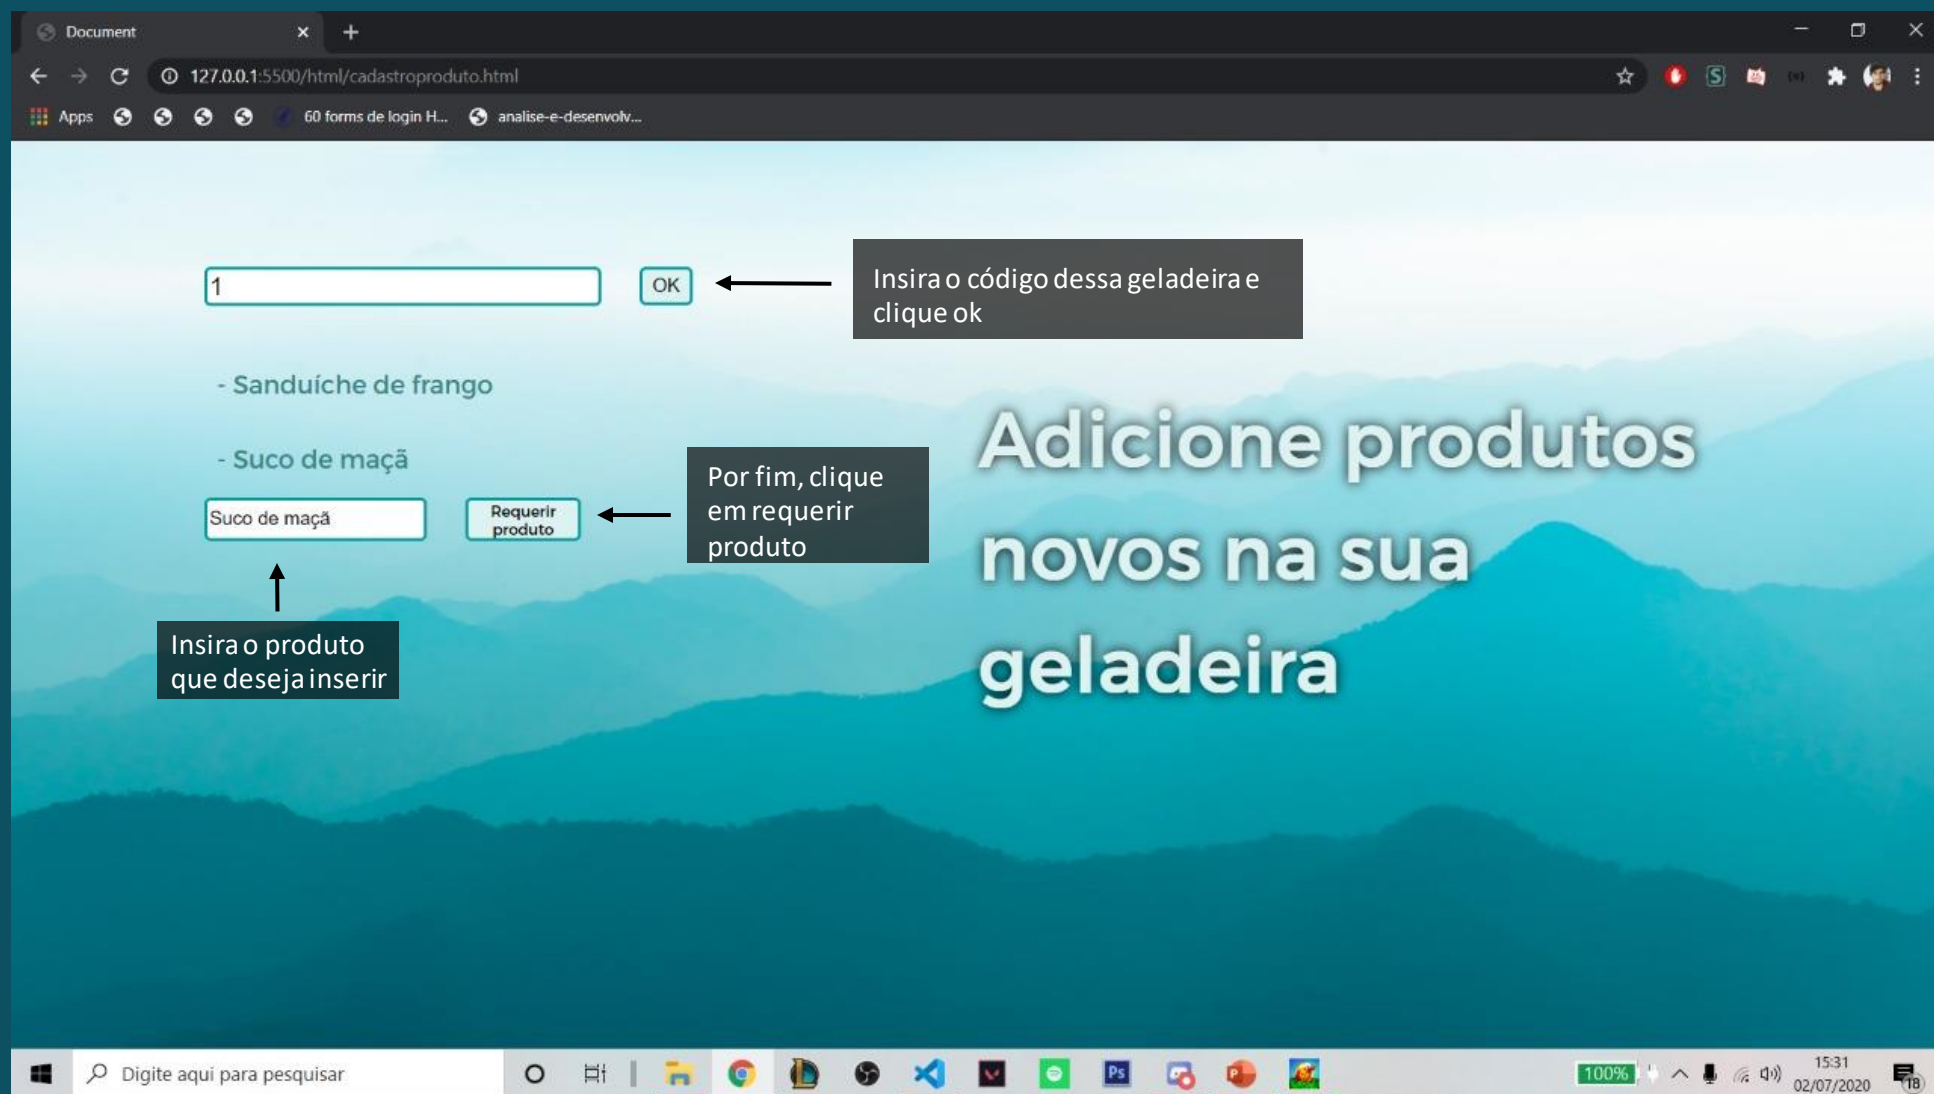 Document
127.0.0.1:5500/html/cadastroproduto.html
Apps
60 forms de login H...
analise-e-desenvolv...
1
OK
Insira o código dessa geladeira e
clique ok
- Sanduíche de frango
- Suco de maçã
Suco de maçã
Requerir
produto
Por fim, clique
em requerir
produto
Insira o produto
que deseja inserir
Adicione produtos
novos na sua
geladeira
Digite aqui para pesquisar
Ps
100%
15:31
02/07/2020
18